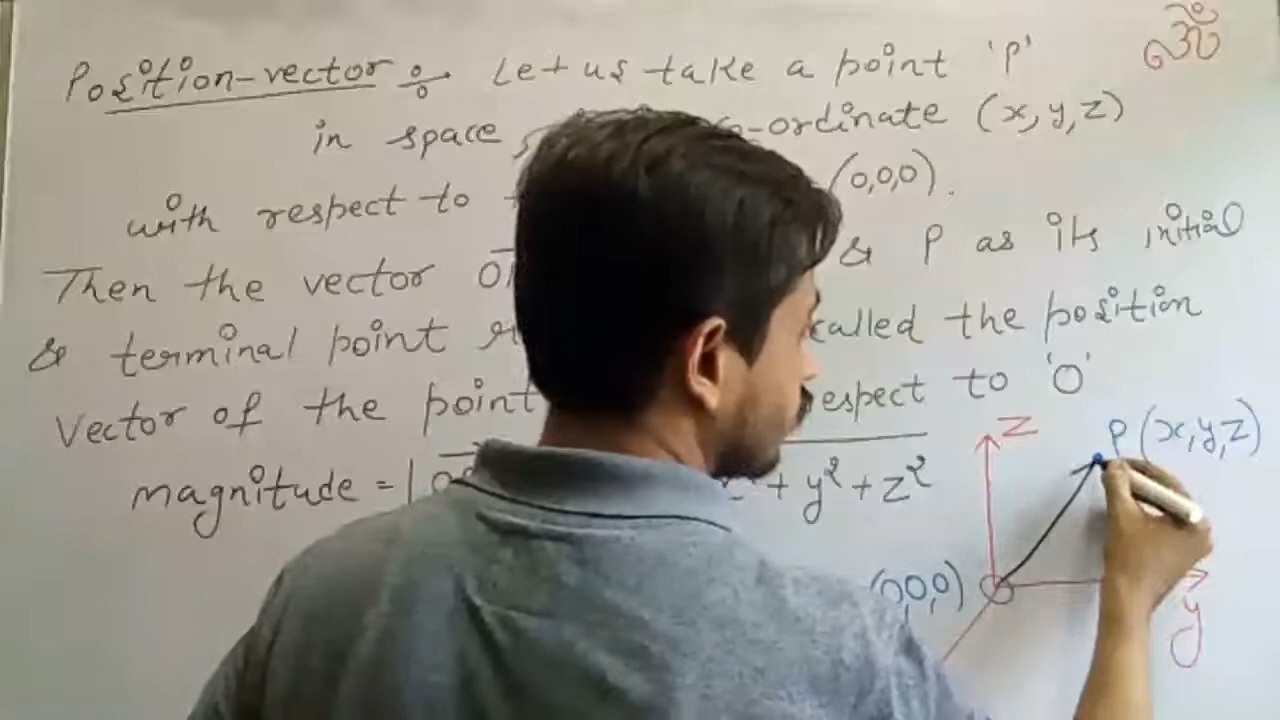 Position-vector ÷ Let us take a point 'P'
in space, o-ordinate (x,y,z)
with respect to (0,0,0).
Then the vector & P as its initial
& terminal point called the position
Vector of the point respect to 'O'
magnitude = | + y² + z²
Z
P (x,y,z)
(0,0,0)
y
ॐ